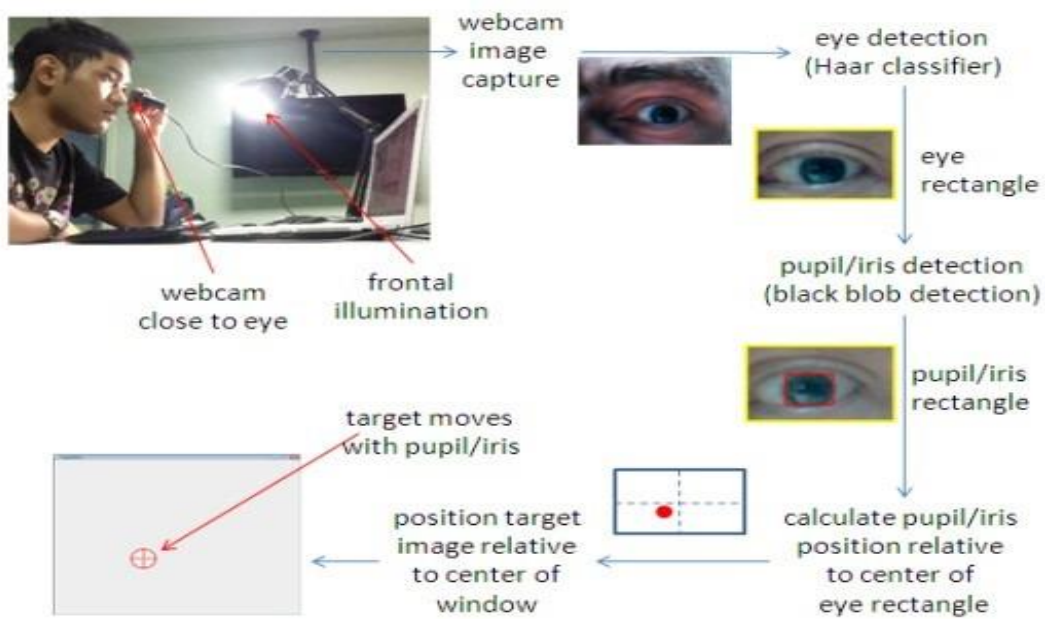 webcam
image
capture
eye detection
(Haar classifier)
eye
rectangle
webcam
close to eye
frontal
illumination
pupil/iris detection
(black blob detection)
pupil/iris
rectangle
target moves
with pupil/iris
position target
image relative
to center of
window
calculate pupil/iris
position relative
to center of
eye rectangle